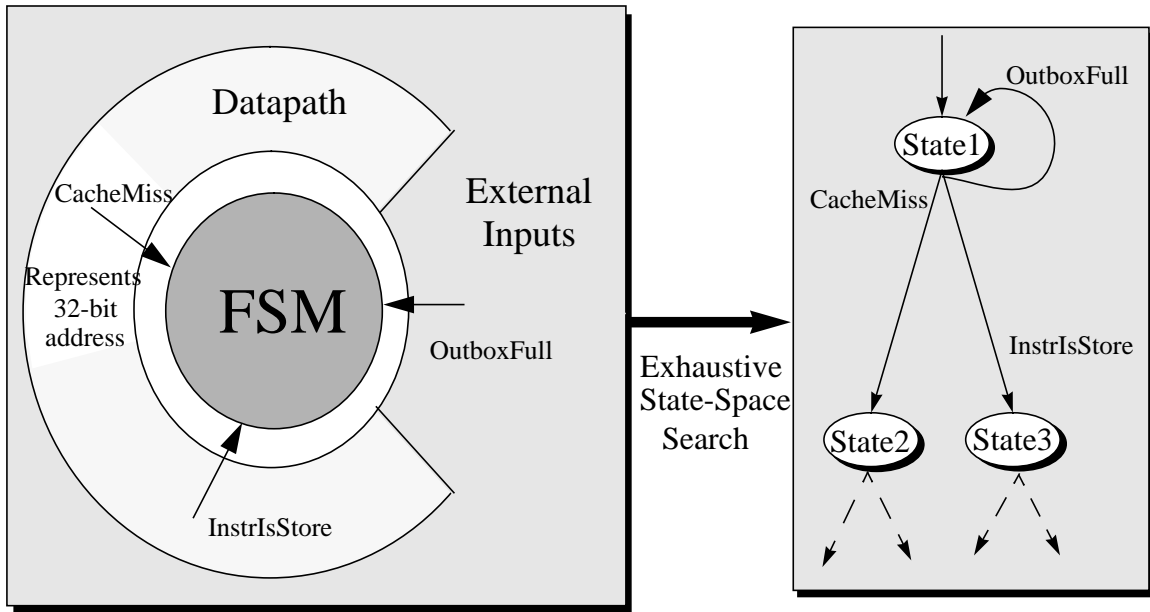 Datapath
CacheMiss
Represents
32-bit
address
FSM
External
Inputs
OutboxFull
InstrIsStore
Exhaustive
State-Space
Search
OutboxFull
State1
CacheMiss
InstrIsStore
State2
State3